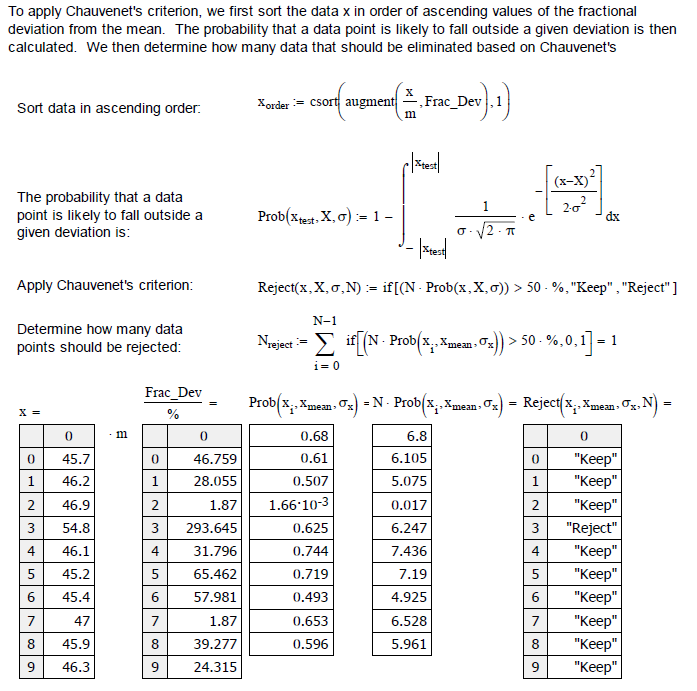 To apply Chauvenet's criterion, we first sort the data x in order of ascending values of the fractional
deviation from the mean. The probability that a data point is likely to fall outside a given deviation is then
calculated. We then determine how many data that should be eliminated based on Chauvenet's
Sort data in ascending order: x_order := csort(augment(x/m, Frac_Dev), 1)
The probability that a data
point is likely to fall outside a
given deviation is:
Prob(x_test, X, σ) := 1 − ∫_{−|x_test|}^{|x_test|} 1/(σ·√(2·π)) · e^{−[(x−X)²/(2·σ²)]} dx
Apply Chauvenet's criterion: Reject(x, X, σ, N) := if[(N · Prob(x, X, σ)) > 50 · %, "Keep" , "Reject" ]
Determine how many data
points should be rejected:
N_reject := ∑_{i=0}^{N−1} if[(N · Prob(x_i, x_mean, σ_x)) > 50 · %, 0, 1] = 1
x = Frac_Dev/% = Prob(x_i, x_mean, σ_x) = N · Prob(x_i, x_mean, σ_x) = Reject(x_i, x_mean, σ_x, N) =
0 · m 0 0.68 6.8 0
0 45.7 0 46.759 0.61 6.105 0 "Keep"
1 46.2 1 28.055 0.507 5.075 1 "Keep"
2 46.9 2 1.87 1.66·10-3 0.017 2 "Keep"
3 54.8 3 293.645 0.625 6.247 3 "Reject"
4 46.1 4 31.796 0.744 7.436 4 "Keep"
5 45.2 5 65.462 0.719 7.19 5 "Keep"
6 45.4 6 57.981 0.493 4.925 6 "Keep"
7 47 7 1.87 0.653 6.528 7 "Keep"
8 45.9 8 39.277 0.596 5.961 8 "Keep"
9 46.3 9 24.315 9 "Keep"